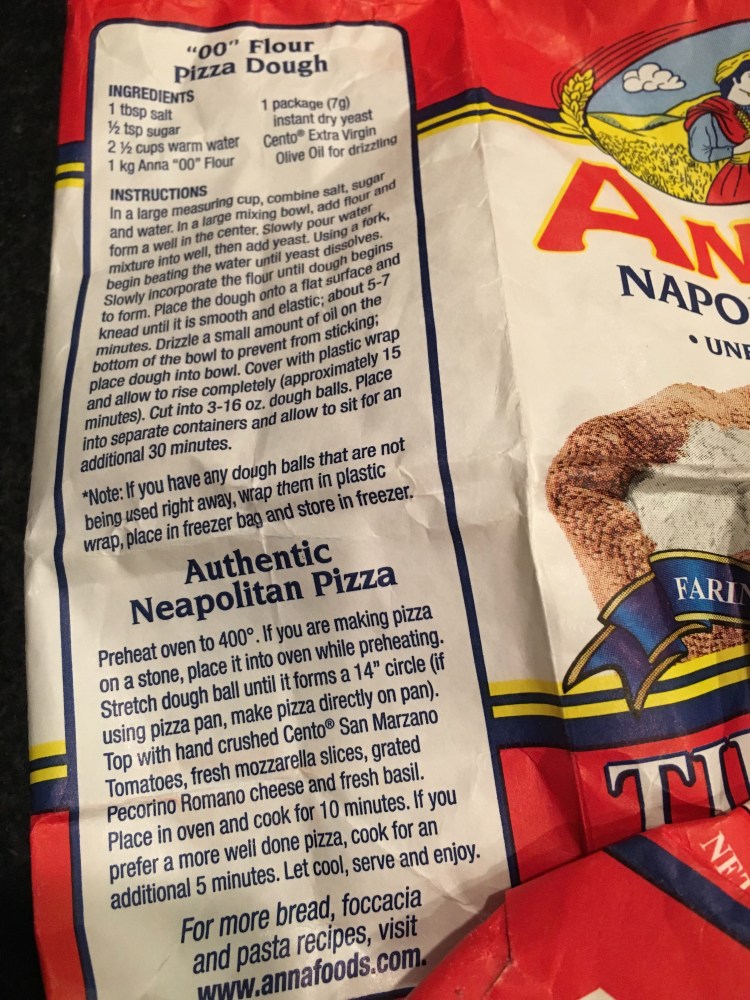 "00" Flour
Pizza Dough
INGREDIENTS
1 tbsp salt
½ tsp sugar
2 ½ cups warm water
1 kg Anna "00" Flour
1 package (7g)
instant dry yeast
Cento® Extra Virgin
Olive Oil for drizzling
INSTRUCTIONS
In a large measuring cup, combine salt, sugar
and water. In a large mixing bowl, add flour and
form a well in the center. Slowly pour water
mixture into well, then add yeast. Using a fork,
begin beating the water until yeast dissolves.
Slowly incorporate the flour until dough begins
to form. Place the dough onto a flat surface and
knead until it is smooth and elastic; about 5-7
minutes. Drizzle a small amount of oil on the
bottom of the bowl to prevent from sticking;
place dough into bowl. Cover with plastic wrap
and allow to rise completely (approximately 15
minutes). Cut into 3-16 oz. dough balls. Place
into separate containers and allow to sit for an
additional 30 minutes.
*Note: If you have any dough balls that are not
being used right away, wrap them in plastic
wrap, place in freezer bag and store in freezer.
Authentic
Neapolitan Pizza
Preheat oven to 400°. If you are making pizza
on a stone, place it into oven while preheating.
Stretch dough ball until it forms a 14" circle (if
using pizza pan, make pizza directly on pan).
Top with hand crushed Cento® San Marzano
Tomatoes, fresh mozzarella slices, grated
Pecorino Romano cheese and fresh basil.
Place in oven and cook for 10 minutes. If you
prefer a more well done pizza, cook for an
additional 5 minutes. Let cool, serve and enjoy.
For more bread, foccacia
and pasta recipes, visit
www.annafoods.com.
AN
NAPO
• UNB
FARIN
TI
NET